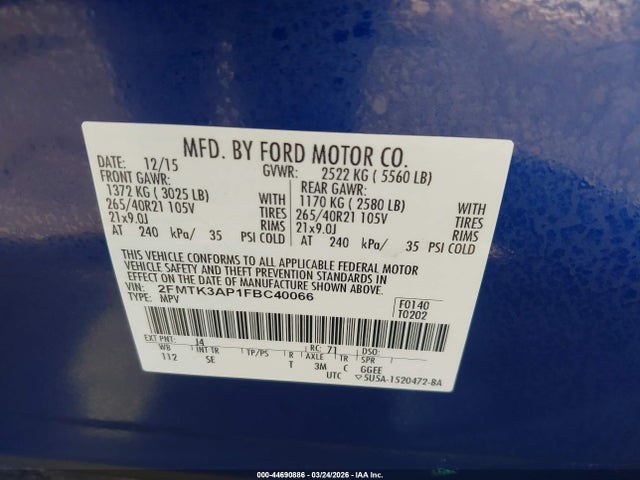 MFD. BY FORD MOTOR CO.
DATE: 12/15 GVWR: 2522 KG ( 5560 LB)
FRONT GAWR: REAR GAWR:
1372 KG ( 3025 LB) WITH 1170 KG ( 2580 LB) WITH
265/40R21 105V TIRES 265/40R21 105V TIRES
21x9.0J RIMS 21x9.0J RIMS
AT 240 kPa/ 35 PSI COLD AT 240 kPa/ 35 PSI COLD
THIS VEHICLE CONFORMS TO ALL APPLICABLE FEDERAL MOTOR
VEHICLE SAFETY AND THEFT PREVENTION STANDARDS IN
EFFECT ON THE DATE OF MANUFACTURE SHOWN ABOVE.
VIN: 2FMTK3AP1FBC40066 F0140
TYPE: MPV T0202
EXT PNT: J4 RC: 71 DSO:
WB INT TR TP/PS R AXLE TR SPR
112 SE T 3M C GGEE
UTC 5U5A-1520472-BA
000-44690886 - 03/24/2026 - IAA Inc.